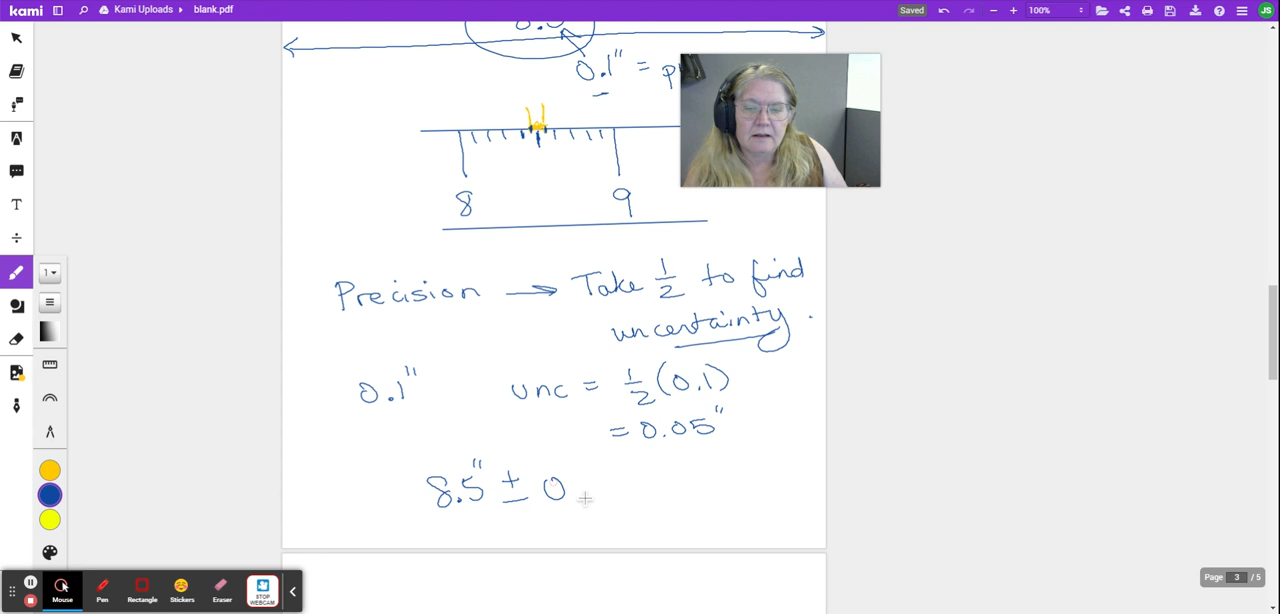 kami Kami Uploads ▸ blank.pdf Saved 100% JS
0.1" =
8 9
Precision → Take 1/2 to find
uncertainty.
0.1" unc = 1/2 (0.1)
= 0.05"
8.5" ± 0
1
T
Page 3 / 5
Mouse Pen Rectangle Stickers Eraser STOP WEBCAM